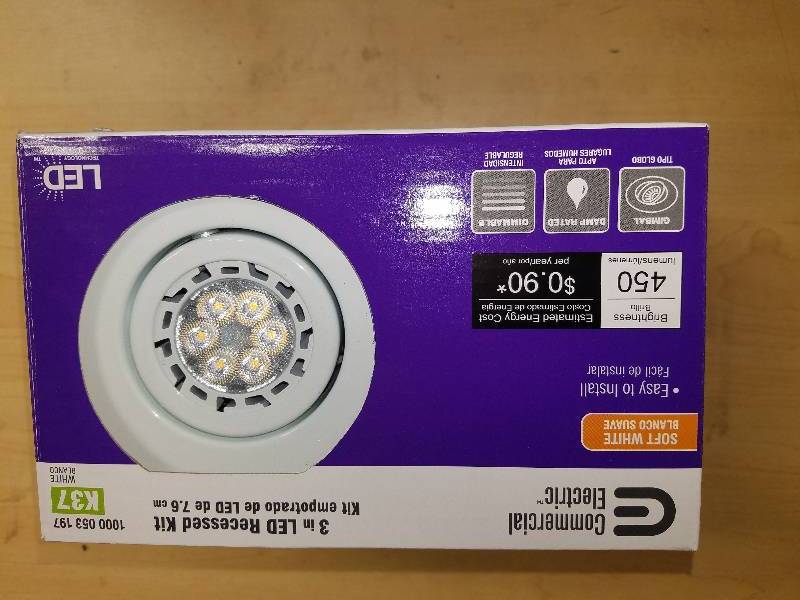 Commercial
Electric™
3 in LED Recessed Kit
Kit empotrado de LED de 7.6 cm
1000 053 197
K37
WHITE
BLANCO
SOFT WHITE
BLANCO SUAVE
• Easy to Install
Fácil de instalar
Brightness
Brillo
450
lumens/lúmenes
Estimated Energy Cost
Costo Estimado de Energía
$0.90*
per year/por año
GIMBAL
TIPO GLOBO
DAMP RATED
APTO PARA
LUGARES HÚMEDOS
DIMMABLE
INTENSIDAD
REGULABLE
LED
TECHNOLOGY
™